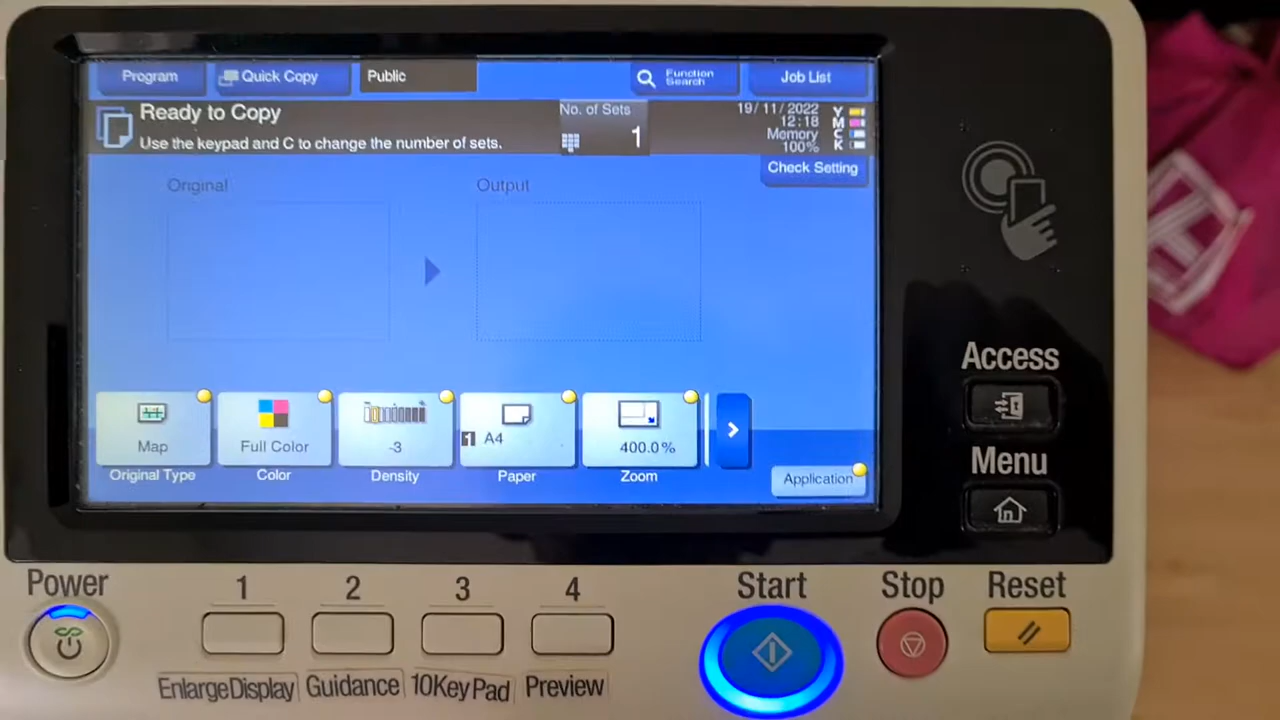 Program
Quick Copy
Public
Function
Search
Job List
Ready to Copy
Use the keypad and C to change the number of sets.
No. of Sets
1
19/11/2022
12:18
Memory
100%
Y
M
C
K
Check Setting
Original
Output
Map
Full Color
-3
1 A4
400.0%
Original Type
Color
Density
Paper
Zoom
Application
Access
Menu
Power
1
2
3
4
Start
Stop
Reset
EnlargeDisplay
Guidance
10KeyPad
Preview